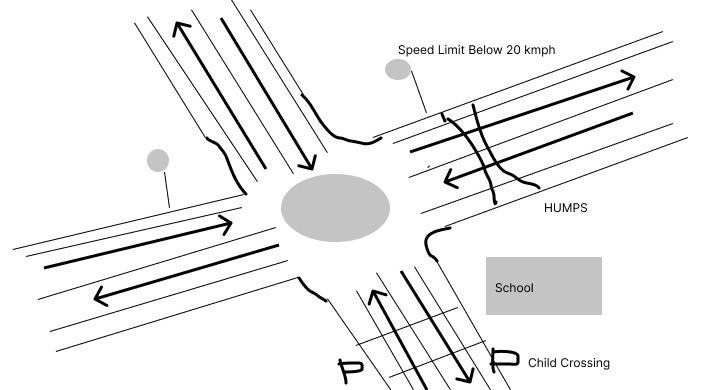 Speed Limit Below 20 kmph
HUMPS
School
P
P
Child Crossing